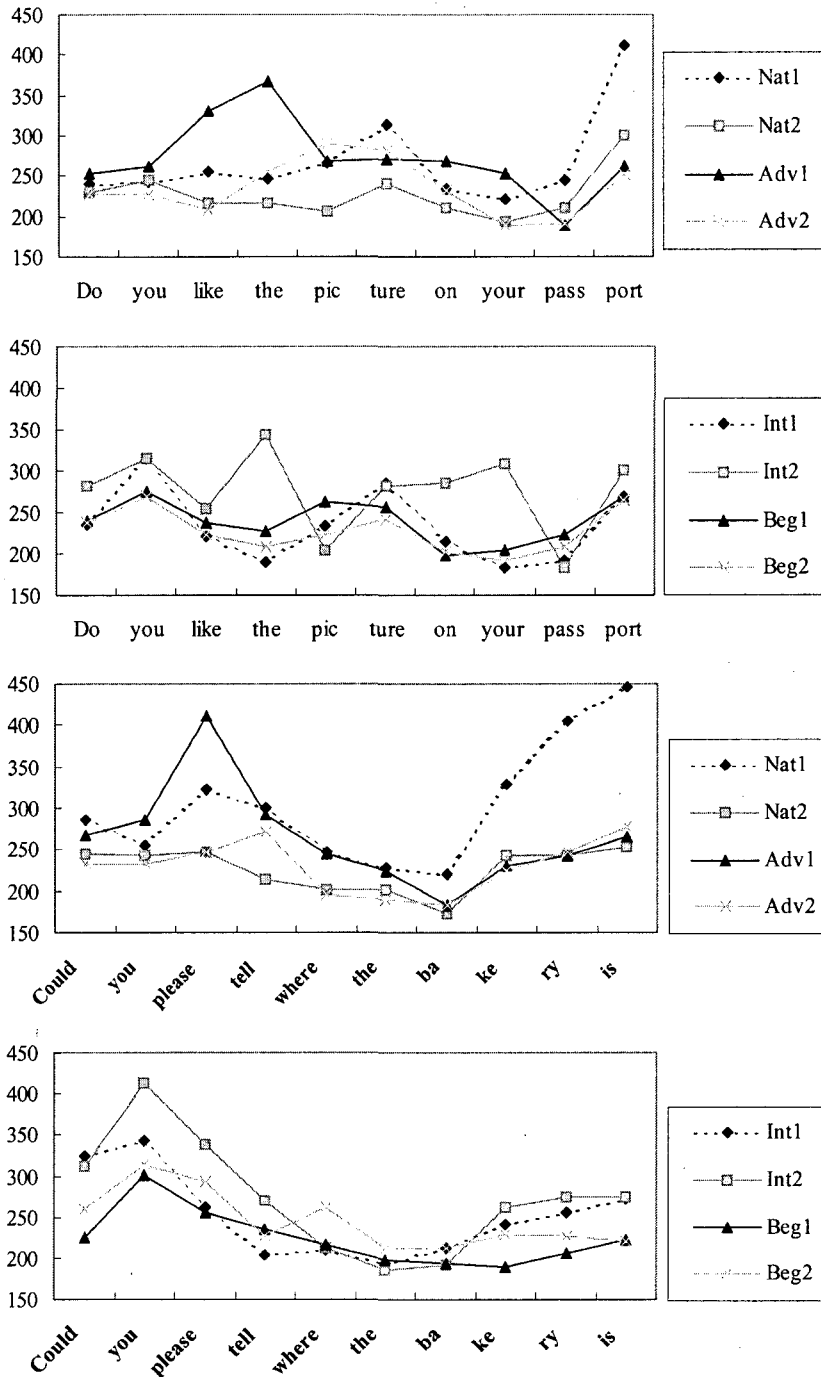 450
400
350
300
250
200
150
Do you like the pic ture on your pass port
Nat1
Nat2
Adv1
Adv2
450
400
350
300
250
200
150
Do you like the pic ture on your pass port
Int1
Int2
Beg1
Beg2
450
400
350
300
250
200
150
Could you please tell where the ba ke ry is
Nat1
Nat2
Adv1
Adv2
450
400
350
300
250
200
150
Could you please tell where the ba ke ry is
Int1
Int2
Beg1
Beg2